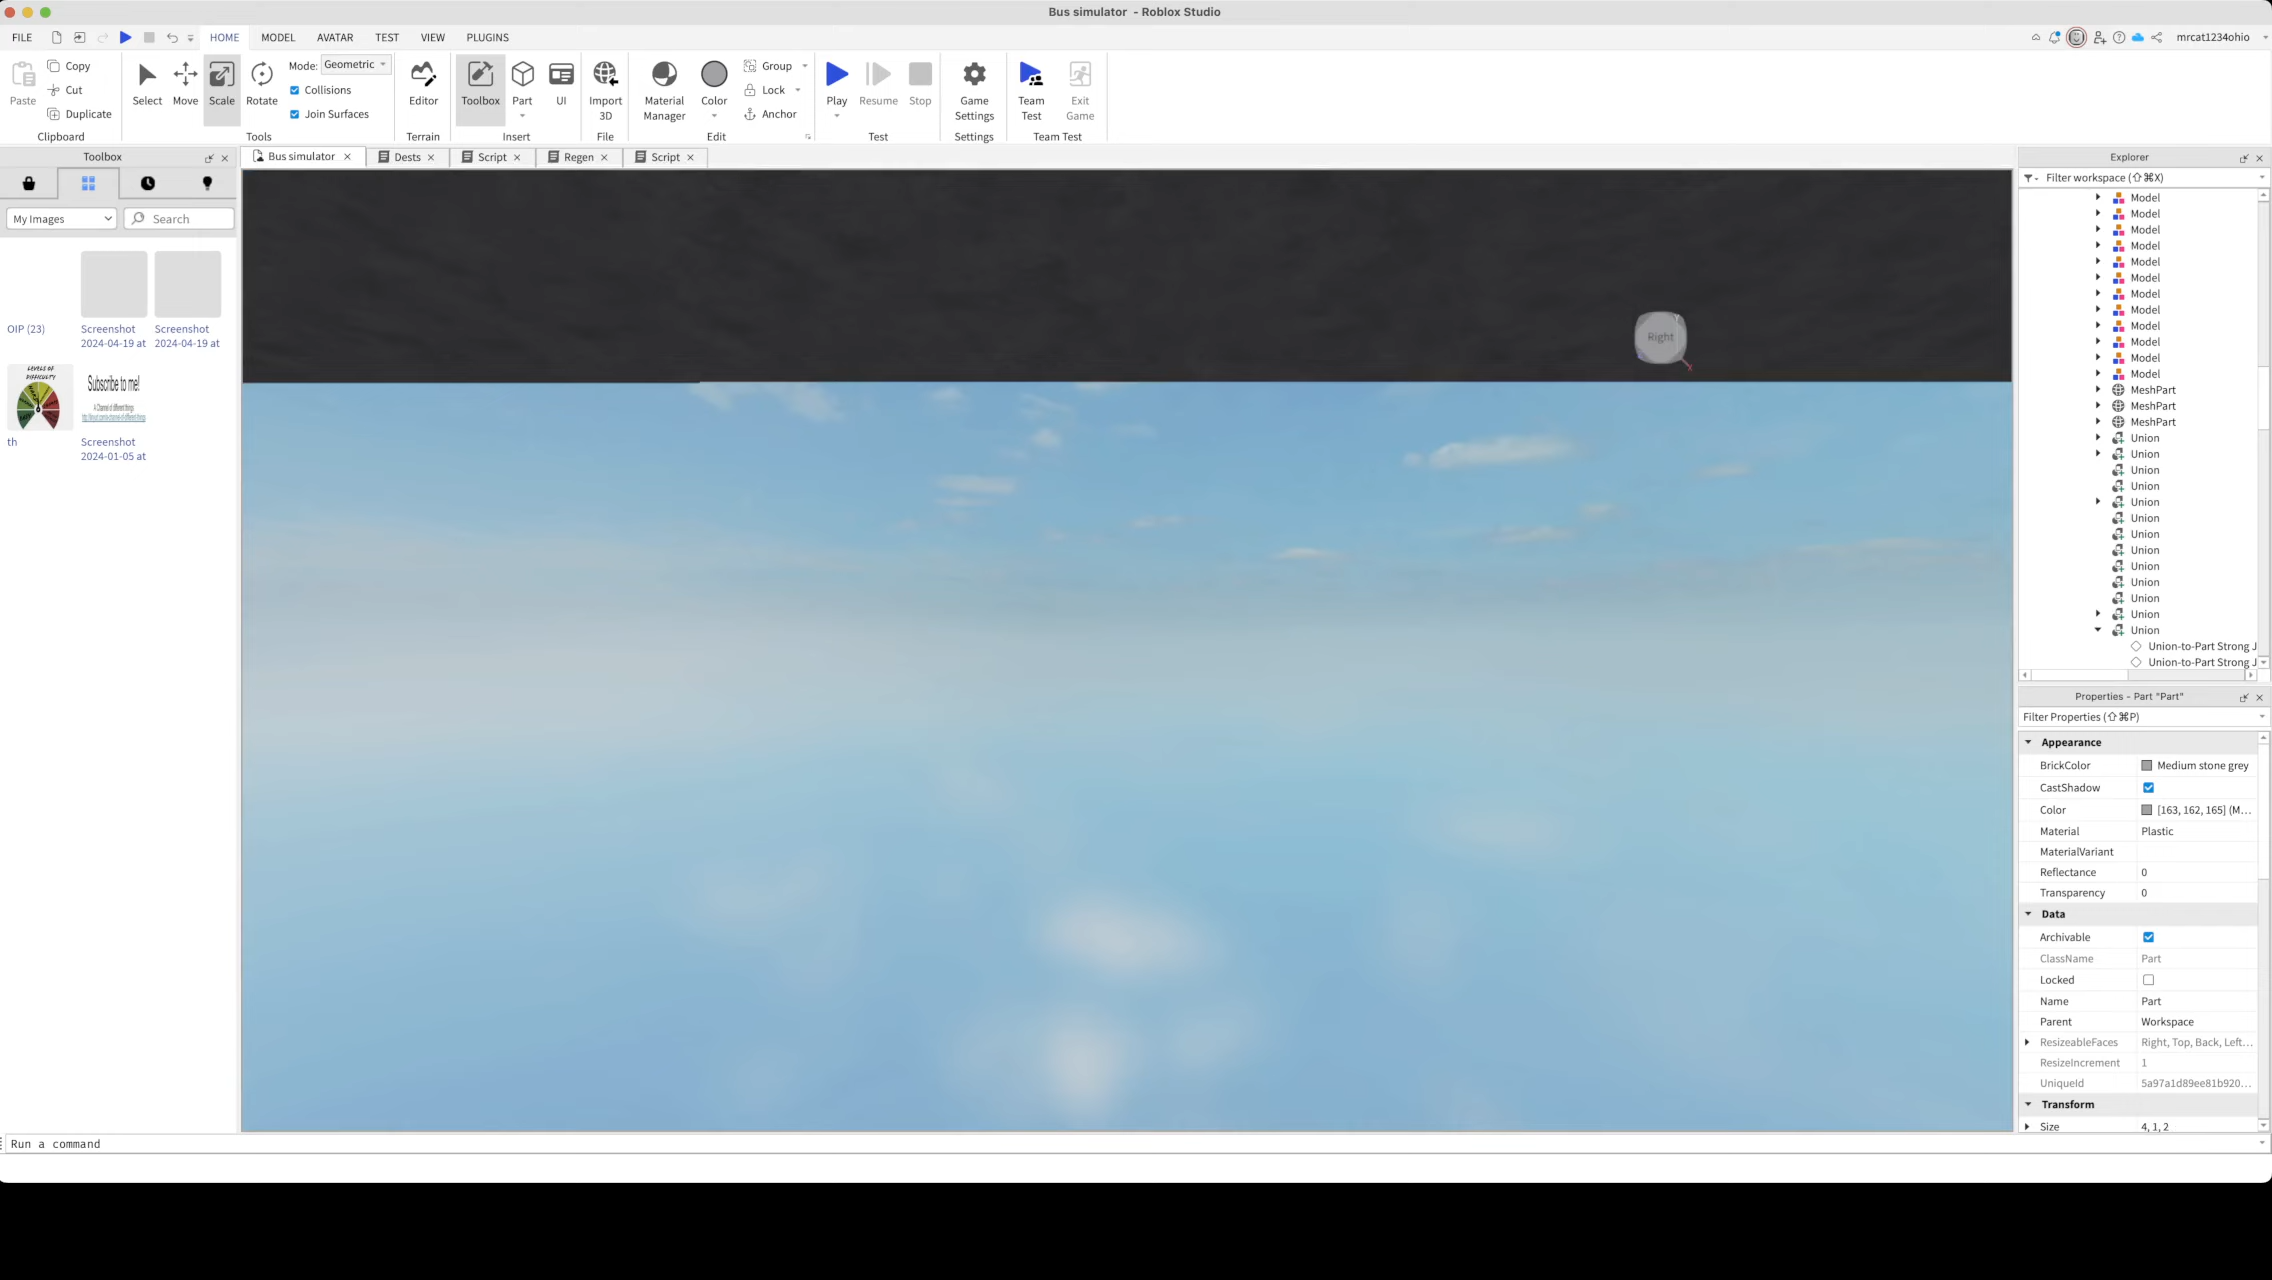 Bus simulator - Roblox Studio
FILE HOME MODEL AVATAR TEST VIEW PLUGINS mrcat1234ohio
Paste Copy Cut Duplicate
Clipboard
Select Move Scale Rotate
Mode: Geometric
Collisions
Join Surfaces
Tools
Editor
Terrain
Toolbox Part UI
Insert
Import 3D
File
Material Manager Color
Group
Lock
Anchor
Edit
Play Resume Stop
Test
Game Settings
Settings
Team Test Exit Game
Team Test
Toolbox
Bus simulator Dests Script Regen Script
My Images Search
OIP (23)
Screenshot 2024-04-19 at
Screenshot 2024-04-19 at
LEVELS OF DIFFICULTY
Subscribe to me!
A Channel of different things.
th
Screenshot 2024-01-05 at
Right
Explorer
Filter workspace (⇧⌘X)
Model
Model
Model
Model
Model
Model
Model
Model
Model
Model
Model
Model
MeshPart
MeshPart
MeshPart
Union
Union
Union
Union
Union
Union
Union
Union
Union
Union
Union
Union
Union
Union-to-Part Strong J
Union-to-Part Strong J
Properties - Part "Part"
Filter Properties (⇧⌘P)
Appearance
BrickColor Medium stone grey
CastShadow
Color [163, 162, 165] (M...
Material Plastic
MaterialVariant
Reflectance 0
Transparency 0
Data
Archivable
ClassName Part
Locked
Name Part
Parent Workspace
ResizeableFaces Right, Top, Back, Left...
ResizeIncrement 1
UniqueId 5a97a1d89ee81b920...
Transform
Size 4, 1, 2
Run a command